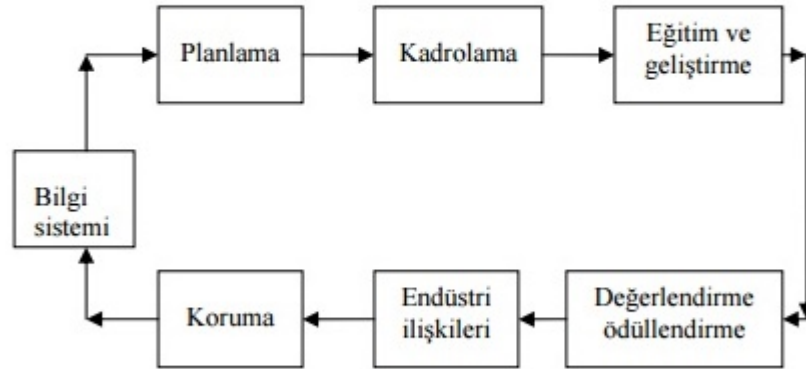 Planlama
Kadrolama
Eğitim ve
geliştirme
Bilgi
sistemi
Koruma
Endüstri
ilişkileri
Değerlendirme
ödüllendirme